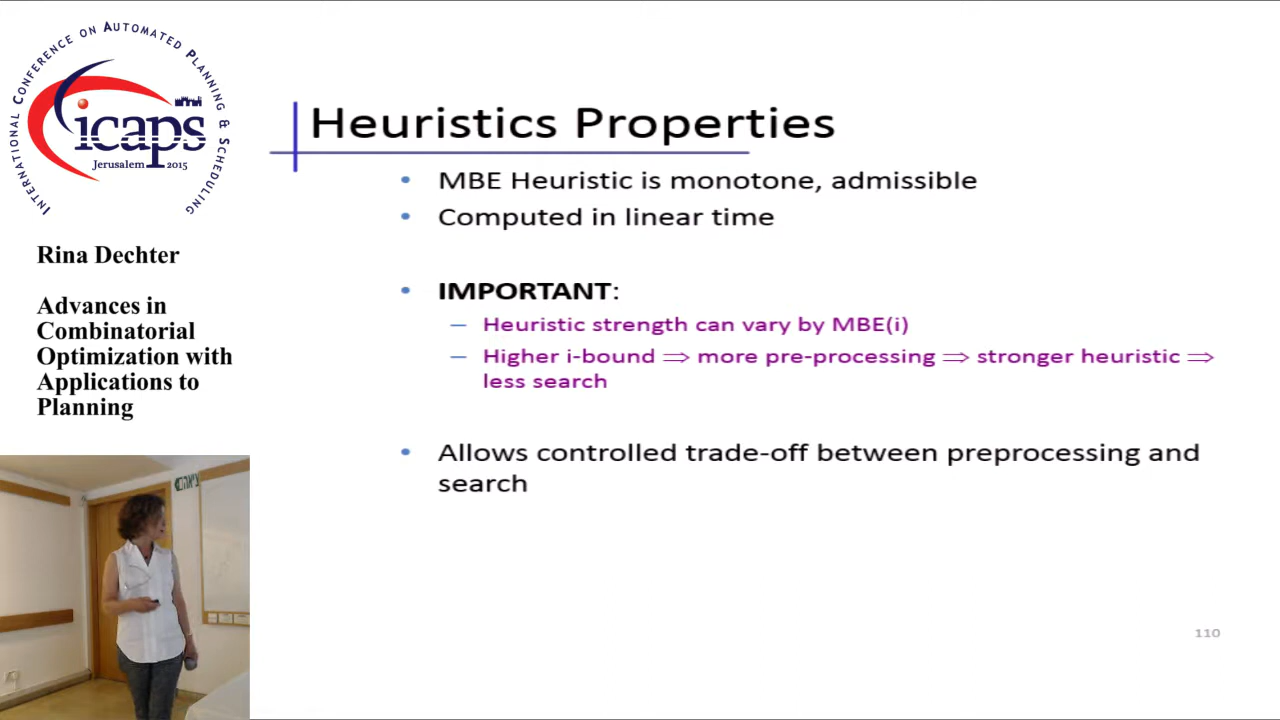 INTERNATIONAL CONFERENCE ON AUTOMATED PLANNING & SCHEDULING
icaps
Jerusalem 2015
Rina Dechter
Advances in
Combinatorial
Optimization with
Applications to
Planning
Heuristics Properties
• MBE Heuristic is monotone, admissible
• Computed in linear time
• IMPORTANT:
– Heuristic strength can vary by MBE(i)
– Higher i-bound ⇒ more pre-processing ⇒ stronger heuristic ⇒
less search
• Allows controlled trade-off between preprocessing and
search
110